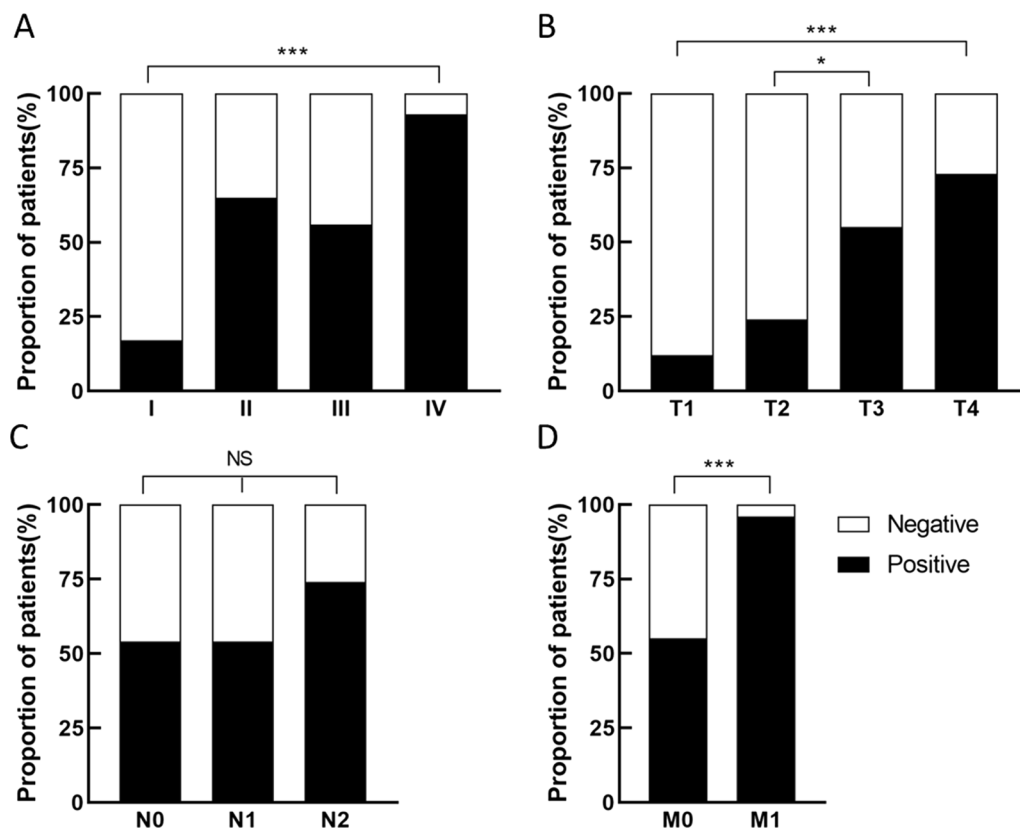 A
***
Proportion of patients(%)
100
75
50
25
0
I II III IV
B
***
*
Proportion of patients(%)
100
75
50
25
0
T1 T2 T3 T4
C
NS
Proportion of patients(%)
100
75
50
25
0
N0 N1 N2
D
***
Proportion of patients(%)
100
75
50
25
0
M0 M1
Negative
Positive